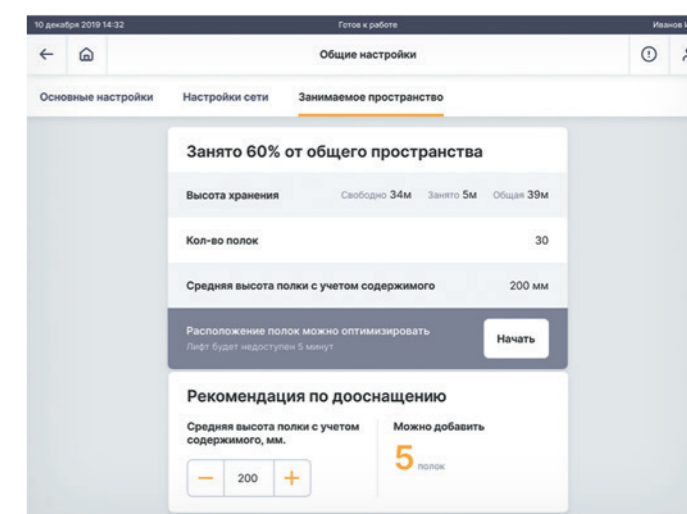 10 декабря 2019 14:32 Готов к работе Иванов
Общие настройки
Основные настройки Настройки сети Занимаемое пространство
Занято 60% от общего пространства
Высота хранения Свободно 34м Занято 5м Общая 39м
Кол-во полок 30
Средняя высота полки с учетом содержимого 200 мм
Расположение полок можно оптимизировать
Лифт будет недоступен 5 минут
Начать
Рекомендация по дооснащению
Средняя высота полки с учетом
содержимого, мм.
Можно добавить
5 полок
− 200 +